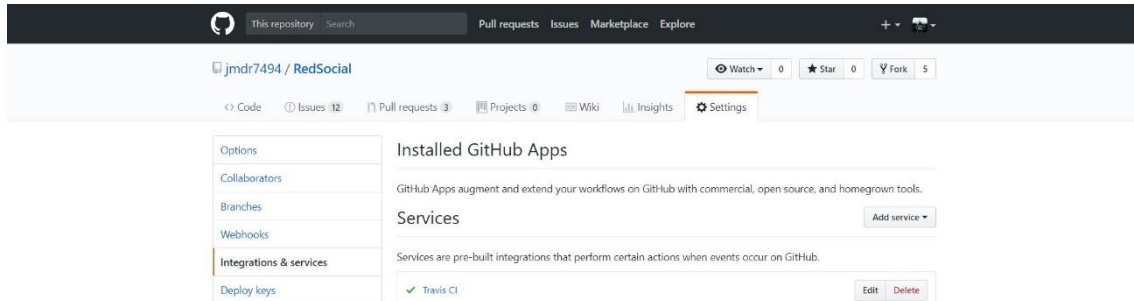 This repository Search Pull requests Issues Marketplace Explore
jmdr7494 / RedSocial Watch 0 Star 0 Fork 5
Code Issues 12 Pull requests 3 Projects 0 Wiki Insights Settings
Options
Collaborators
Branches
Webhooks
Integrations & services
Deploy keys
Installed GitHub Apps
GitHub Apps augment and extend your workflows on GitHub with commercial, open source, and homegrown tools.
Services Add service
Services are pre-built integrations that perform certain actions when events occur on GitHub.
Travis CI Edit Delete